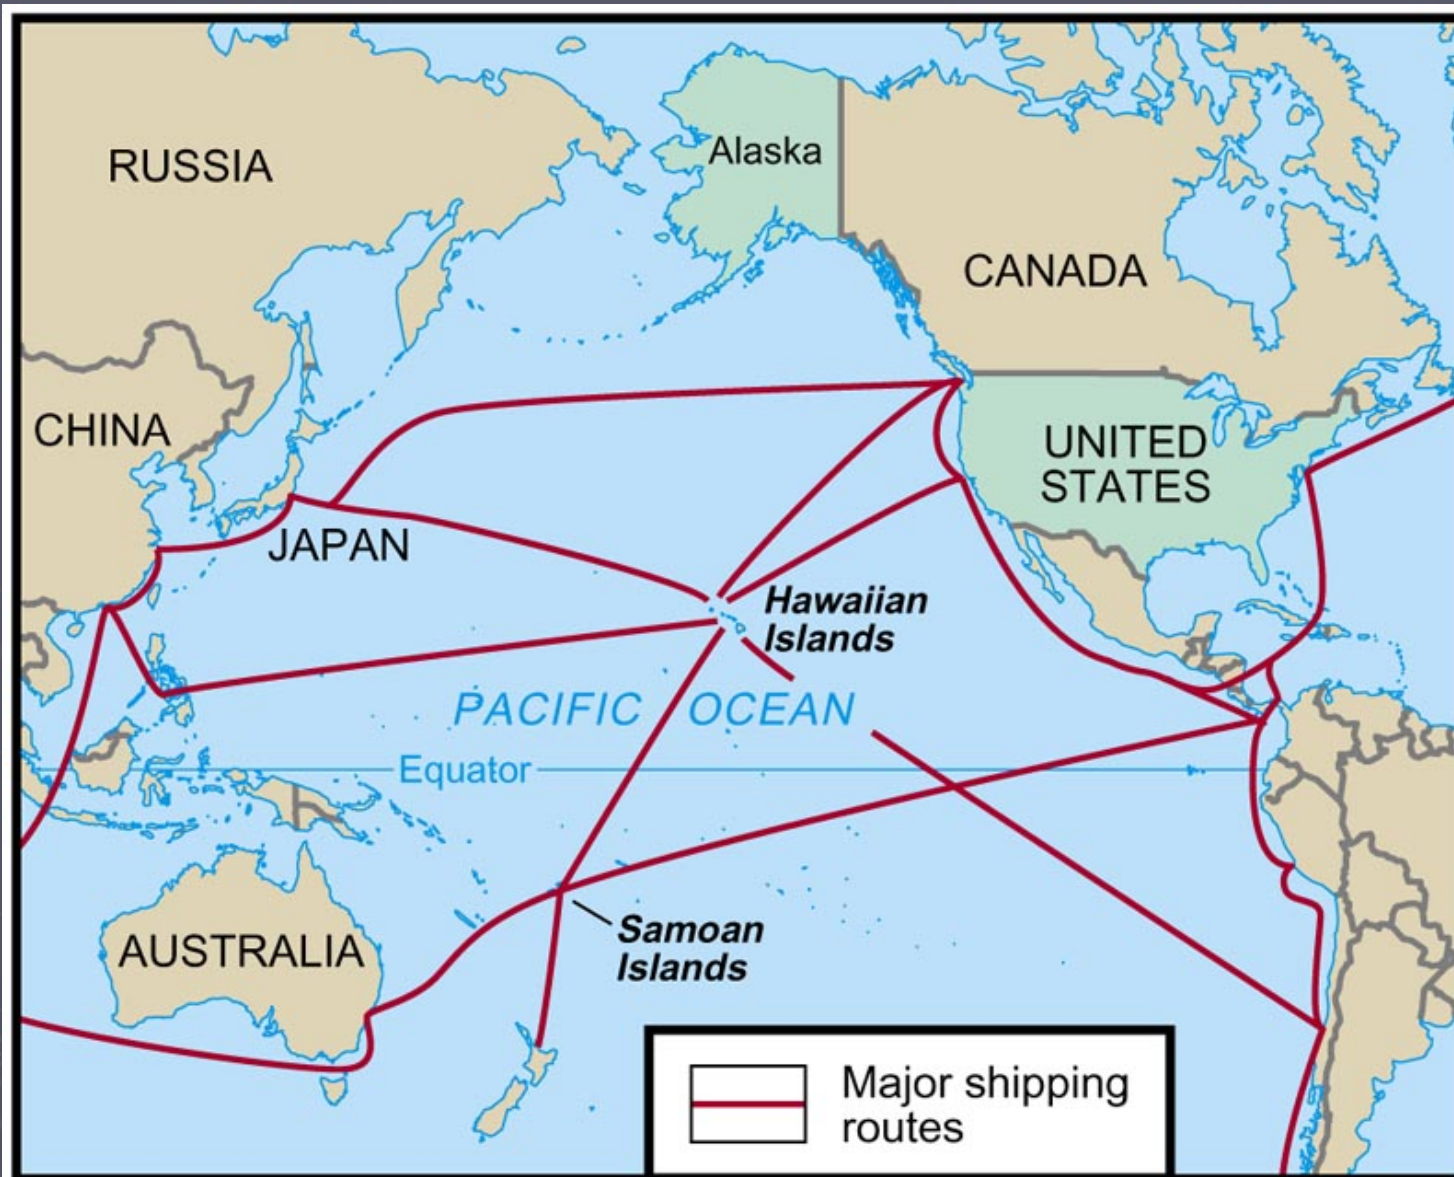 Alaska
RUSSIA
CANADA
CHINA
UNITED
STATES
JAPAN
Hawaiian
Islands
PACIFIC OCEAN
Equator
Samoan
Islands
AUSTRALIA
Major shipping
routes